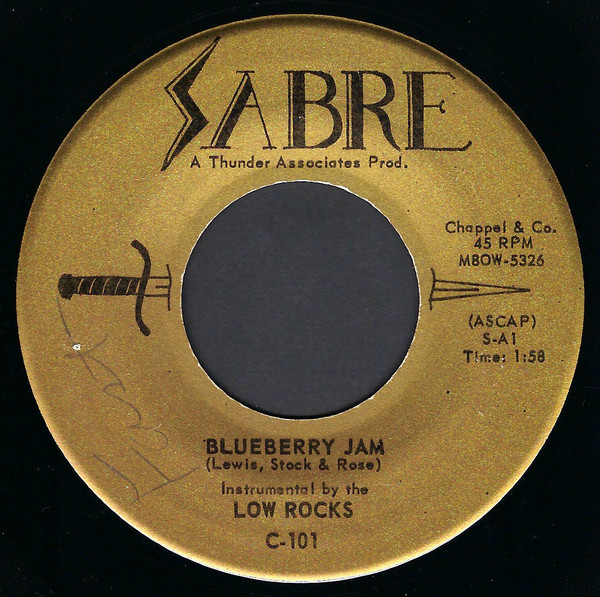 SABRE
A Thunder Associates Prod.
Chappel & Co.
45 RPM
M8OW-5326
(ASCAP)
S-A1
Time: 1:58
BLUEBERRY JAM
(Lewis, Stock & Rose)
Instrumental by the
LOW ROCKS
C-101